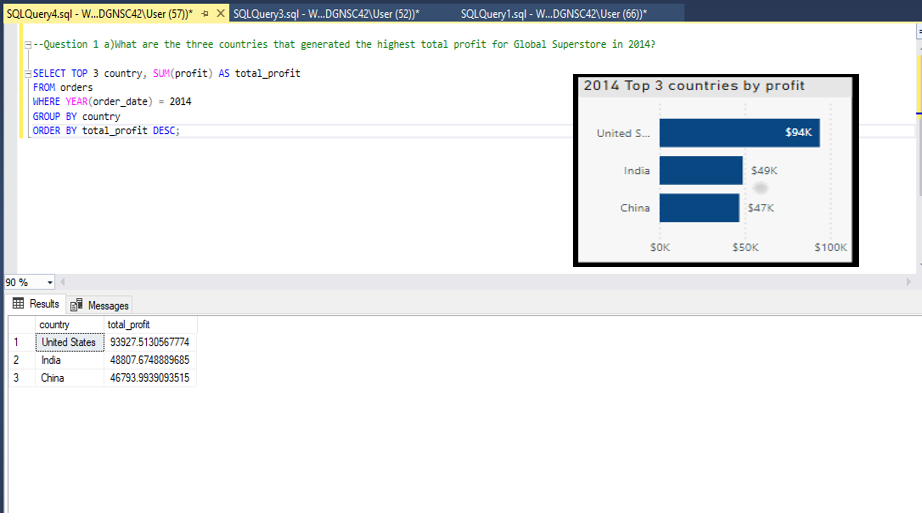 SQLQuery4.sql - W...DGNSC42\User (57))* SQLQuery3.sql - W...DGNSC42\User (52))* SQLQuery1.sql - W...DGNSC42\User (66))*
--Question 1 a)What are the three countries that generated the highest total profit for Global Superstore in 2014?
SELECT TOP 3 country, SUM(profit) AS total_profit
FROM orders
WHERE YEAR(order_date) = 2014
GROUP BY country
ORDER BY total_profit DESC;
2014 Top 3 countries by profit
United S... $94K
India $49K
China $47K
$0K $50K $100K
90 %
Results Messages
country total_profit
1 United States 93927.5130567774
2 India 48807.6748889685
3 China 46793.9939093515